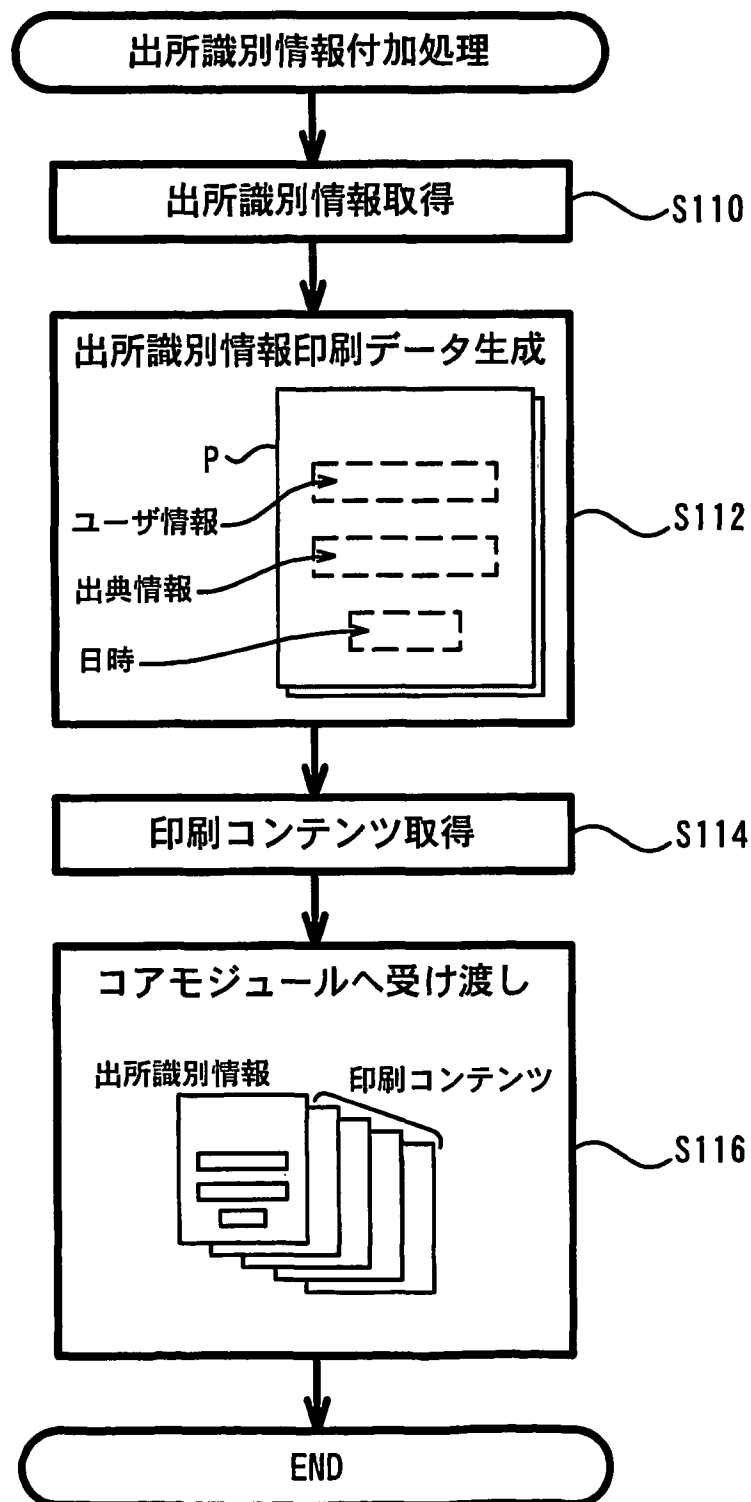 出所識別情報付加処理
出所識別情報取得
S110
出所識別情報印刷データ生成
P
ユーザ情報
出典情報
日時
S112
印刷コンテンツ取得
S114
コアモジュールへ受け渡し
出所識別情報
印刷コンテンツ
S116
END